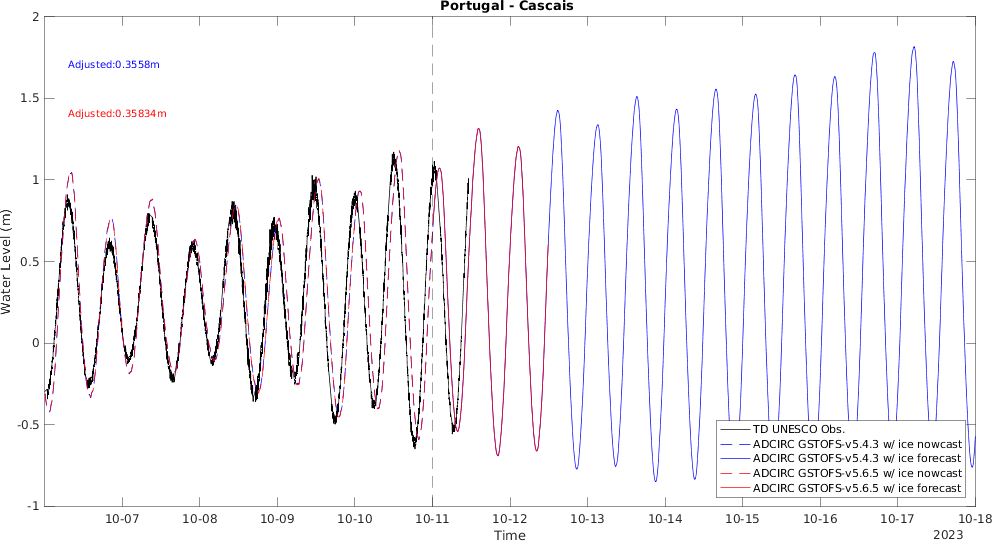 Portugal - Cascais
Adjusted:0.3558m
Adjusted:0.35834m
Water Level (m)
2
1.5
1
0.5
0
-0.5
-1
TD UNESCO Obs.
ADCIRC GSTOFS-v5.4.3 w/ ice nowcast
ADCIRC GSTOFS-v5.4.3 w/ ice forecast
ADCIRC GSTOFS-v5.6.5 w/ ice nowcast
ADCIRC GSTOFS-v5.6.5 w/ ice forecast
10-07 10-08 10-09 10-10 10-11 10-12 10-13 10-14 10-15 10-16 10-17 10-18
Time
2023